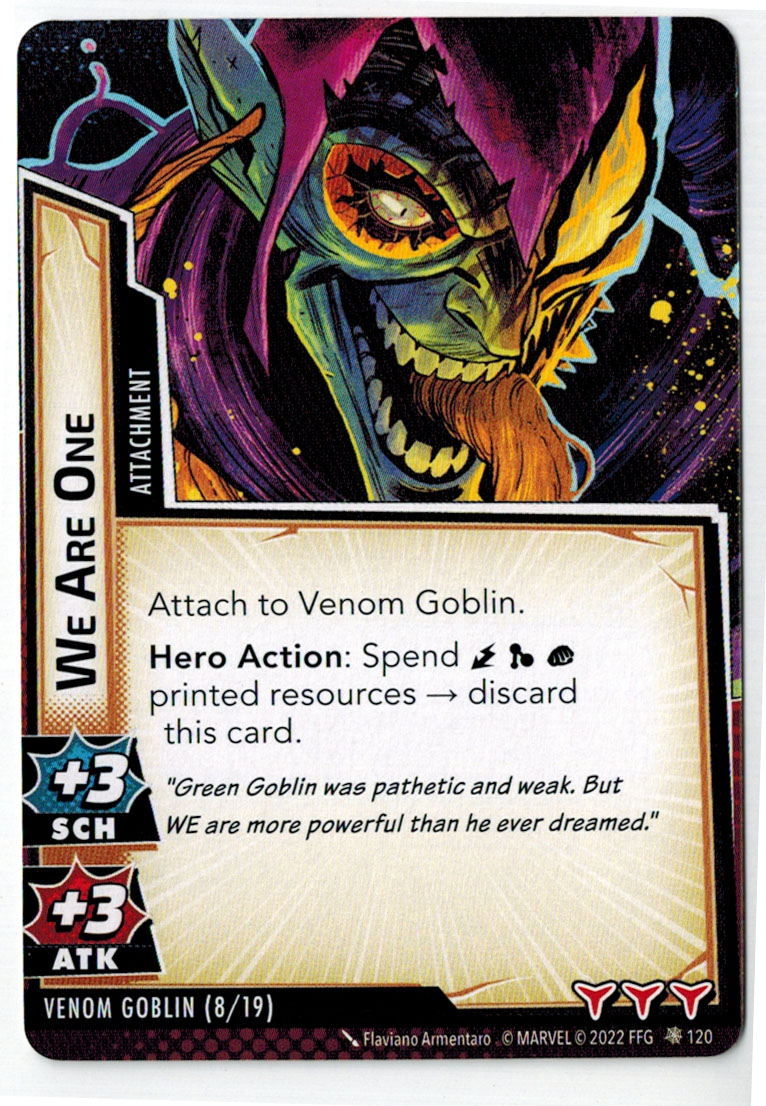 WE ARE ONE
ATTACHMENT
Attach to Venom Goblin.
Hero Action: Spend
printed resources → discard
this card.
"Green Goblin was pathetic and weak. But
WE are more powerful than he ever dreamed."
+3
SCH
+3
ATK
VENOM GOBLIN (8/19)
Flaviano Armentaro © MARVEL © 2022 FFG 120